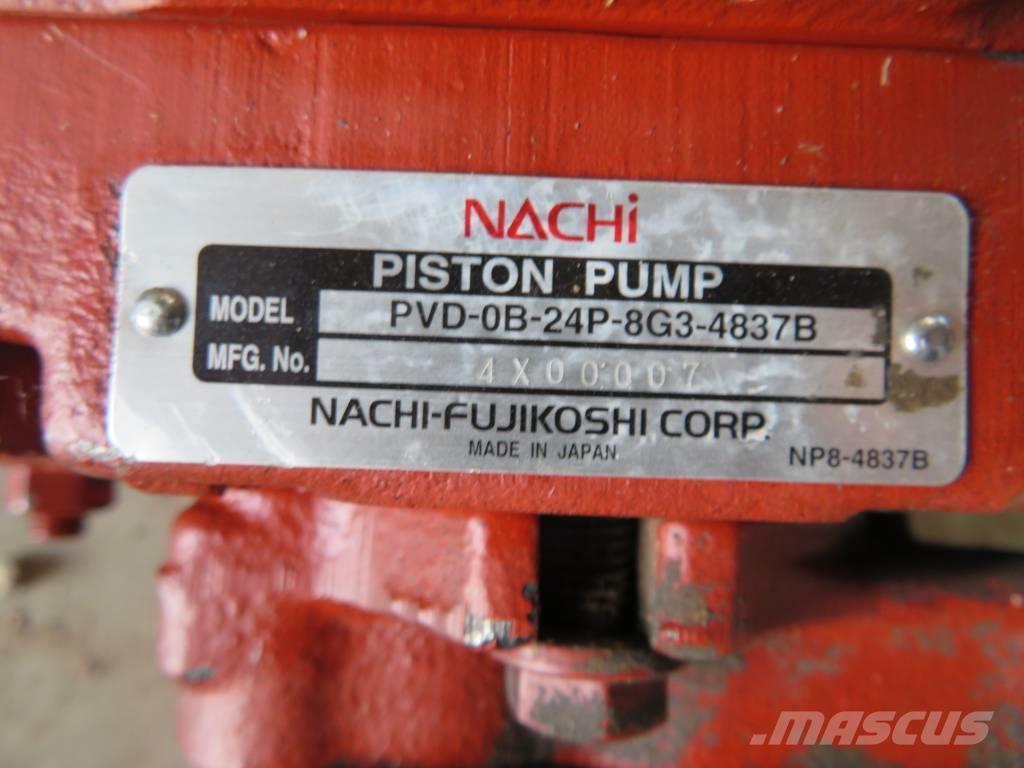 NACHi
PISTON PUMP
MODEL PVD-0B-24P-8G3-4837B
MFG. No. 4X00007
NACHI-FUJIKOSHI CORP.
MADE IN JAPAN
NP8-4837B
MASCUS